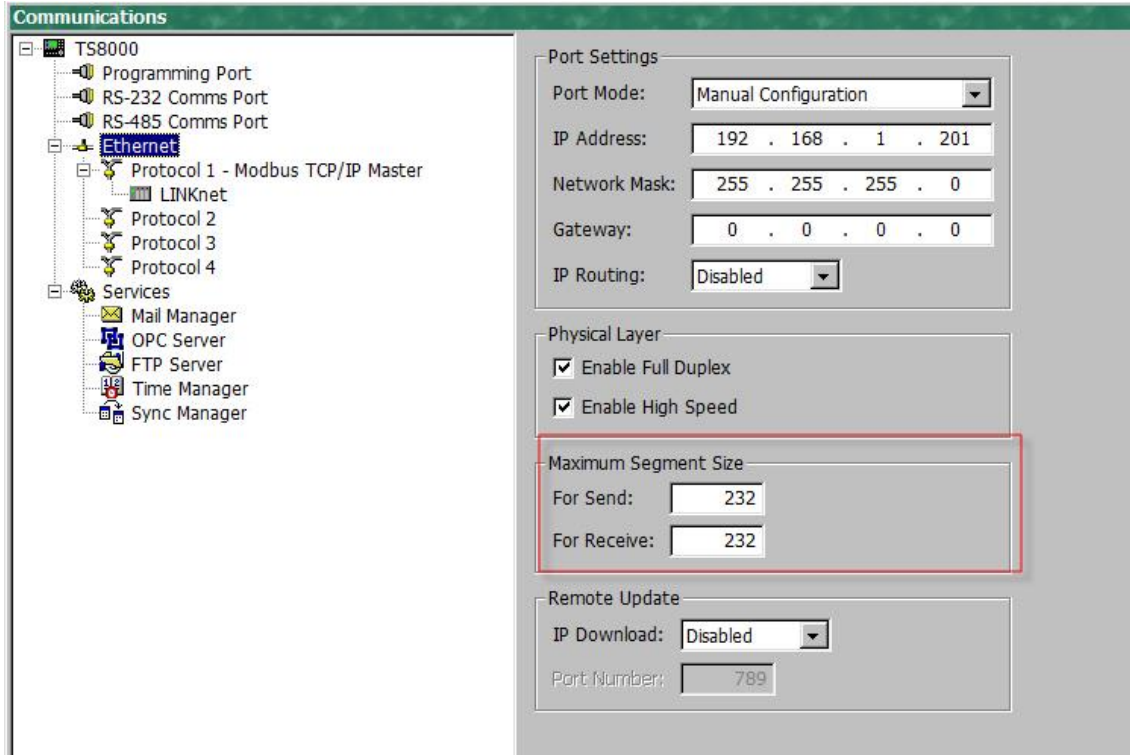 Communications
TS8000
Programming Port
RS-232 Comms Port
RS-485 Comms Port
Ethernet
Protocol 1 - Modbus TCP/IP Master
LINKnet
Protocol 2
Protocol 3
Protocol 4
Services
Mail Manager
OPC Server
FTP Server
Time Manager
Sync Manager
Port Settings
Port Mode: Manual Configuration
IP Address: 192 . 168 . 1 . 201
Network Mask: 255 . 255 . 255 . 0
Gateway: 0 . 0 . 0 . 0
IP Routing: Disabled
Physical Layer
Enable Full Duplex
Enable High Speed
Maximum Segment Size
For Send: 232
For Receive: 232
Remote Update
IP Download: Disabled
Port Number: 789